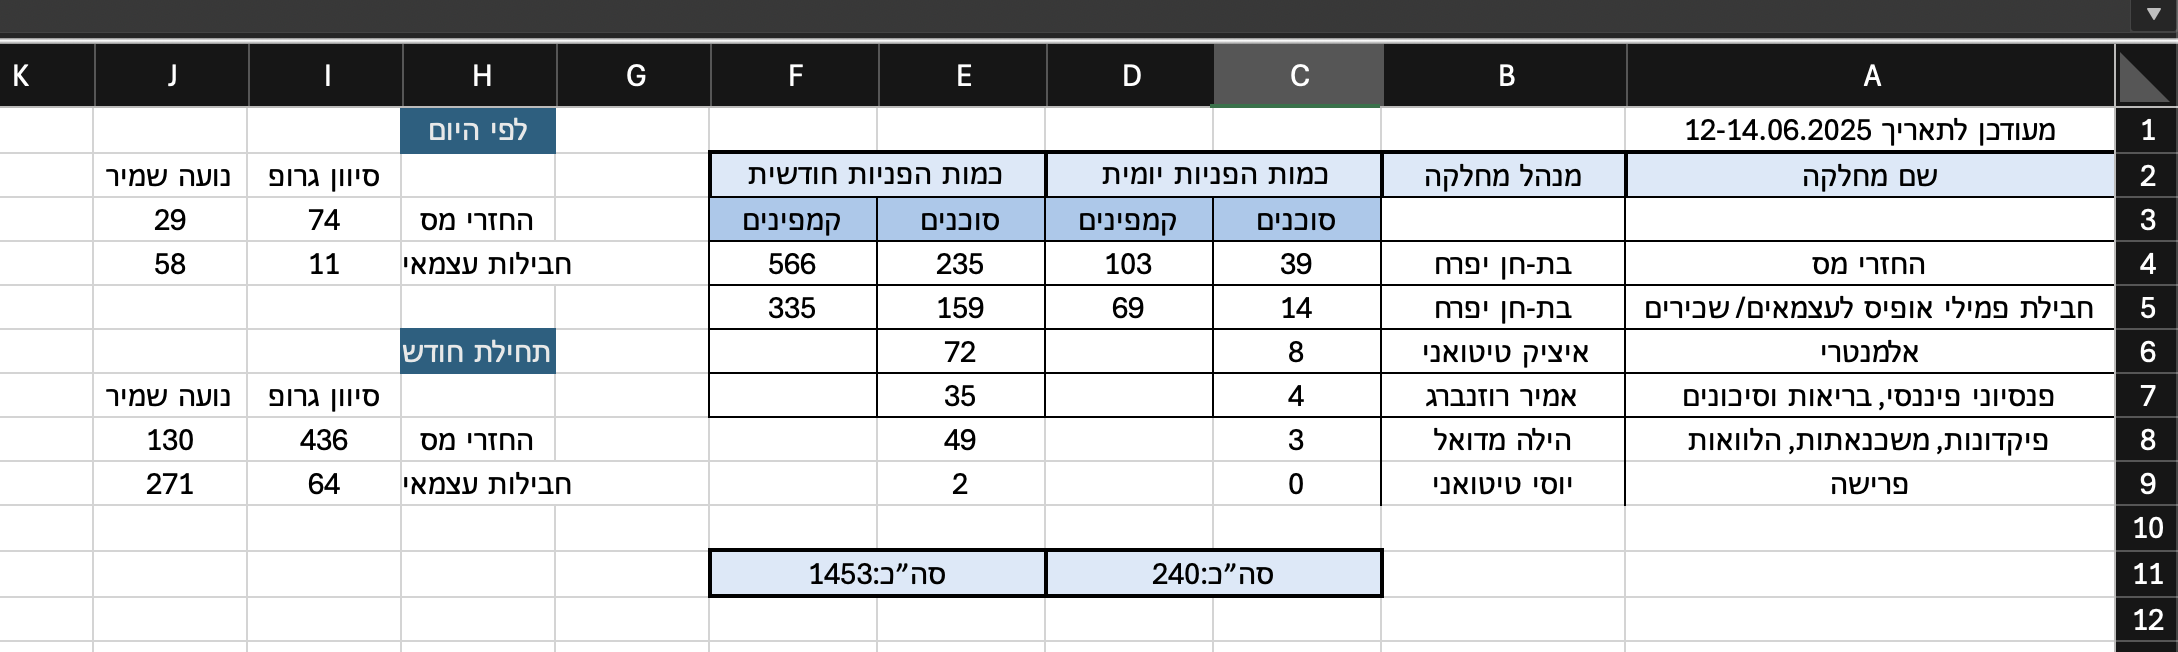 A B C D E F G H I J K
1 מעודכן לתאריך 12-14.06.2025 לפי היום
2 שם מחלקה מנהל מחלקה כמות הפניות יומית כמות הפניות חודשית סיוון גרופ נועה שמיר
3 סוכנים קמפינים סוכנים קמפינים החזרי מס 74 29
4 החזרי מס בת-חן יפרח 39 103 235 566 חבילות עצמאי 11 58
5 חבילת פמילי אופיס לעצמאים/ שכירים בת-חן יפרח 14 69 159 335
6 אלמנטרי איציק טיטואני 8 72 תחילת חודש
7 פנסיוני פיננסי, בריאות וסיכונים אמיר רוזנברג 4 35 סיוון גרופ נועה שמיר
8 פיקדונות, משכנאתות, הלוואות הילה מדואל 3 49 החזרי מס 436 130
9 פרישה יוסי טיטואני 0 2 חבילות עצמאי 64 271
10
11 סה"כ:240 סה"כ:1453
12